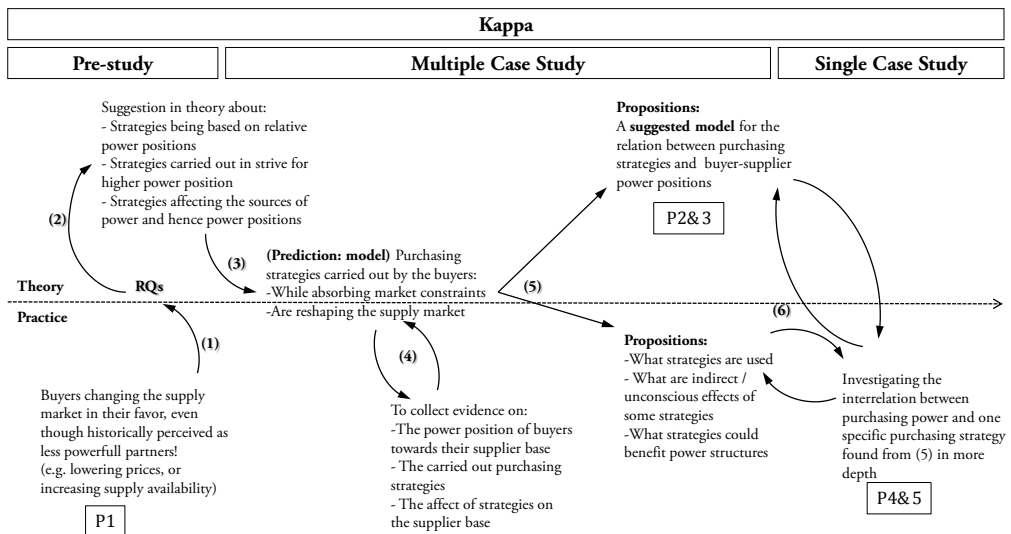 Kappa
Pre-study
Multiple Case Study
Single Case Study
Suggestion in theory about:
- Strategies being based on relative
power positions
- Strategies carried out in strive for
higher power position
- Strategies affecting the sources of
power and hence power positions
(2)
(3)
Theory
RQs
Practice
(1)
Buyers changing the supply
market in their favor, even
though historically perceived as
less powerfull partners!
(e.g. lowering prices, or
increasing supply availability)
P1
(Prediction: model) Purchasing
strategies carried out by the buyers:
-While absorbing market constraints
-Are reshaping the supply market
(4)
To collect evidence on:
-The power position of buyers
towards their supplier base
- The carried out purchasing
strategies
- The affect of strategies on
the supplier base
(5)
Propositions:
A suggested model for the
relation between purchasing
strategies and buyer-supplier
power positions
P2& 3
Propositions:
-What strategies are used
- What are indirect /
unconscious effects of
some strategies
-What strategies could
benefit power structures
(6)
Investigating the
interrelation between
purchasing power and one
specific purchasing strategy
found from (5) in more
depth
P4& 5